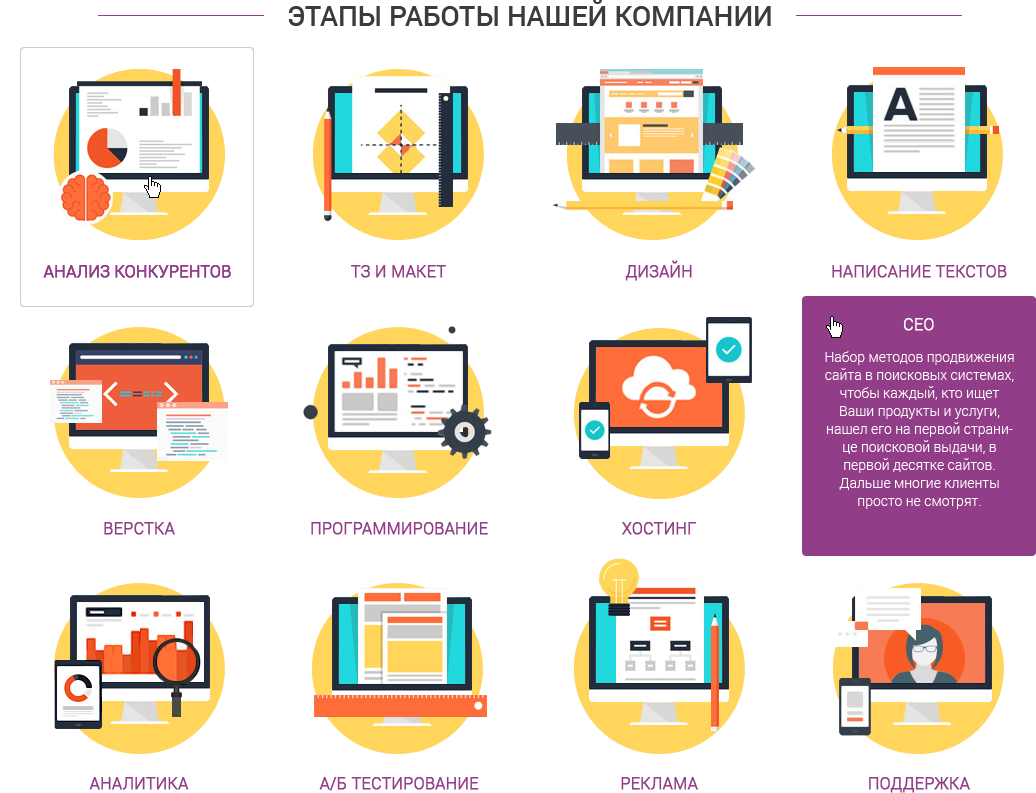 ЭТАПЫ РАБОТЫ НАШЕЙ КОМПАНИИ
АНАЛИЗ КОНКУРЕНТОВ
ТЗ И МАКЕТ
ДИЗАЙН
A
НАПИСАНИЕ ТЕКСТОВ
ВЕРСТКА
ПРОГРАММИРОВАНИЕ
ХОСТИНГ
СЕО
Набор методов продвижения
сайта в поисковых системах,
чтобы каждый, кто ищет
Ваши продукты и услуги,
нашел его на первой страни-
це поисковой выдачи, в
первой десятке сайтов.
Дальше многие клиенты
просто не смотрят.
АНАЛИТИКА
А/Б ТЕСТИРОВАНИЕ
РЕКЛАМА
ПОДДЕРЖКА